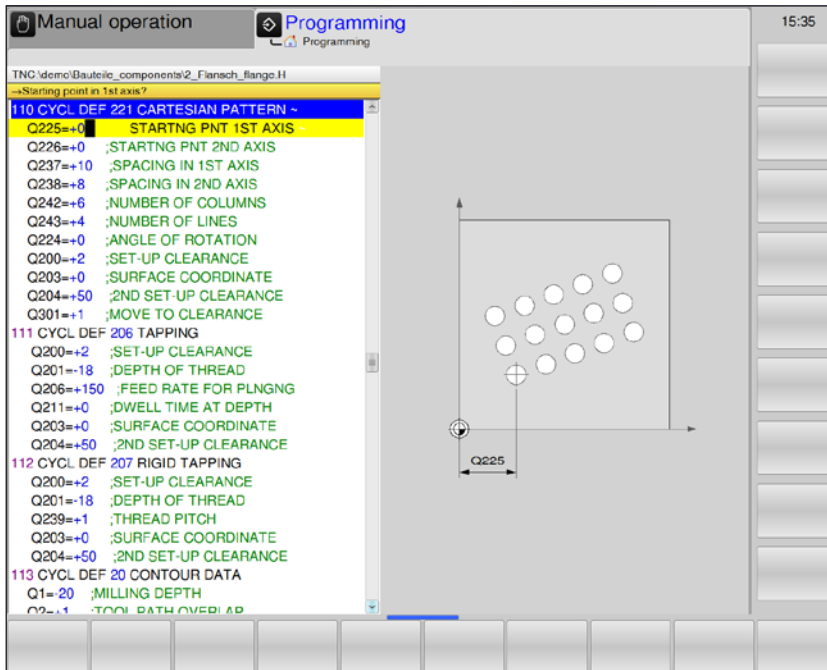 Manual operation
Programming
Programming
15:35
TNC:\demo\Bauteile_components\2_Flansch_flange.H
→Starting point in 1st axis?
110 CYCL DEF 221 CARTESIAN PATTERN ~
Q225=+0 STARTNG PNT 1ST AXIS ~
Q226=+0 ;STARTNG PNT 2ND AXIS
Q237=+10 ;SPACING IN 1ST AXIS
Q238=+8 ;SPACING IN 2ND AXIS
Q242=+6 ;NUMBER OF COLUMNS
Q243=+4 ;NUMBER OF LINES
Q224=+0 ;ANGLE OF ROTATION
Q200=+2 ;SET-UP CLEARANCE
Q203=+0 ;SURFACE COORDINATE
Q204=+50 ;2ND SET-UP CLEARANCE
Q301=+1 ;MOVE TO CLEARANCE
111 CYCL DEF 206 TAPPING
Q200=+2 ;SET-UP CLEARANCE
Q201=-18 ;DEPTH OF THREAD
Q206=+150 ;FEED RATE FOR PLNGNG
Q211=+0 ;DWELL TIME AT DEPTH
Q203=+0 ;SURFACE COORDINATE
Q204=+50 ;2ND SET-UP CLEARANCE
112 CYCL DEF 207 RIGID TAPPING
Q200=+2 ;SET-UP CLEARANCE
Q201=-18 ;DEPTH OF THREAD
Q239=+1 ;THREAD PITCH
Q203=+0 ;SURFACE COORDINATE
Q204=+50 ;2ND SET-UP CLEARANCE
113 CYCL DEF 20 CONTOUR DATA
Q1=-20 ;MILLING DEPTH
Q2=+1 ;TOOL PATH OVERLAP
Q225